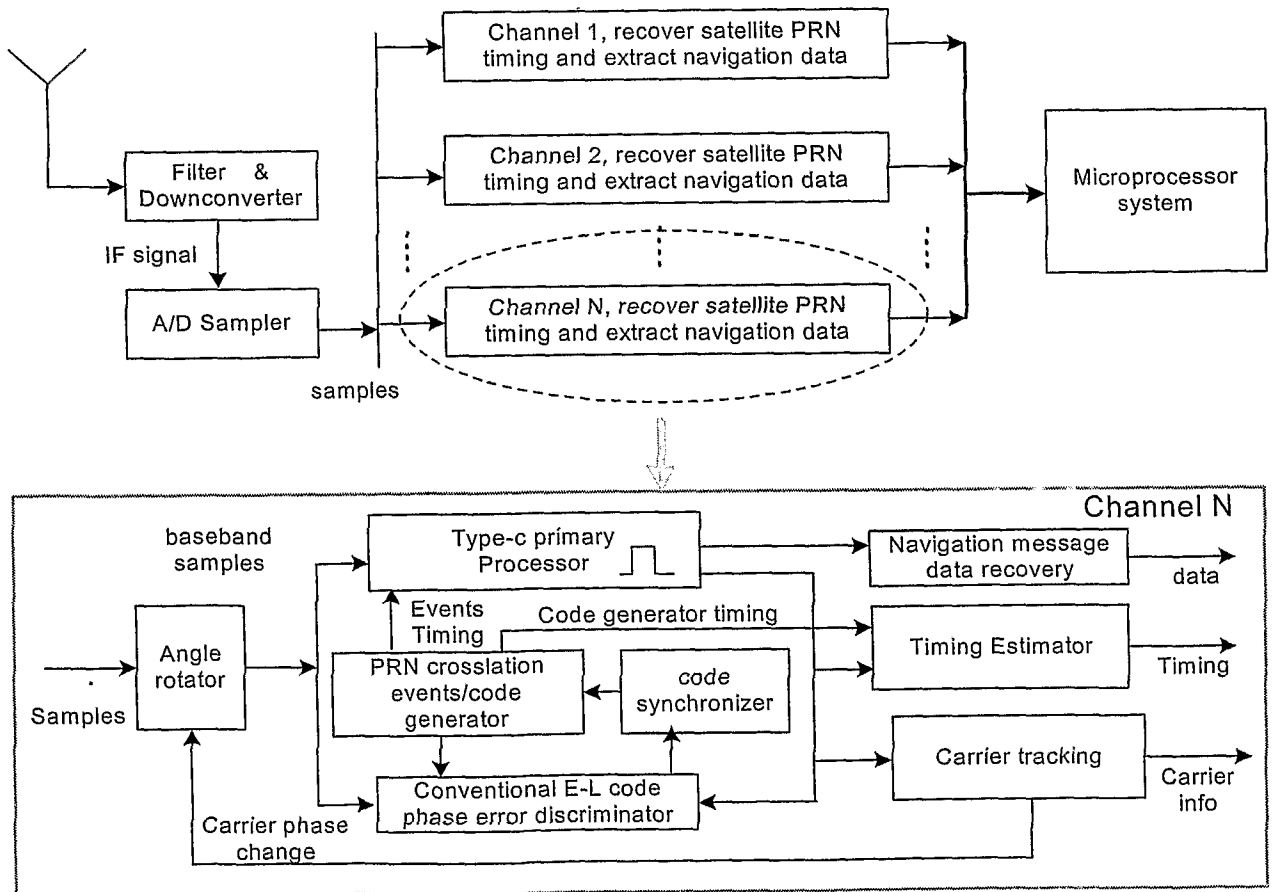 Channel 1, recover satellite PRN
timing and extract navigation data
Channel 2, recover satellite PRN
timing and extract navigation data
Filter &
Downconverter
Microprocessor
system
IF signal
A/D Sampler
Channel N, recover satellite PRN
timing and extract navigation data
samples
Channel N
baseband
samples
Type-c primary
Processor
Navigation message
data recovery
data
Events
Timing
Code generator timing
Angle
rotator
PRN crosslation
events/code
generator
code
synchronizer
Timing Estimator
Timing
Samples
Carrier tracking
Carrier
info
Conventional E-L code
phase error discriminator
Carrier phase
change